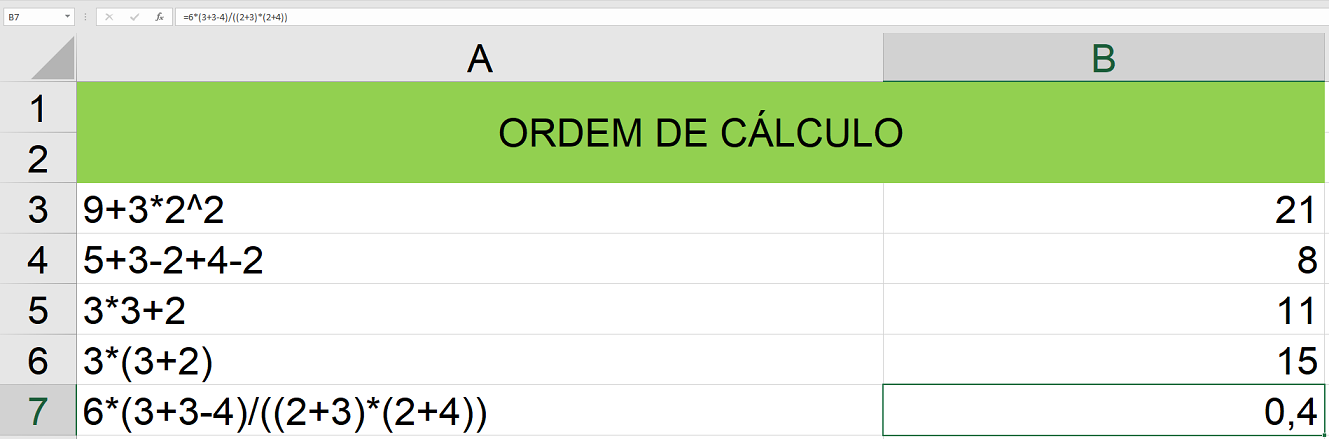 B7 fx =6*(3+3-4)/((2+3)*(2+4))
A B
1 ORDEM DE CÁLCULO
2
3 9+3*2^2 21
4 5+3-2+4-2 8
5 3*3+2 11
6 3*(3+2) 15
7 6*(3+3-4)/((2+3)*(2+4)) 0,4